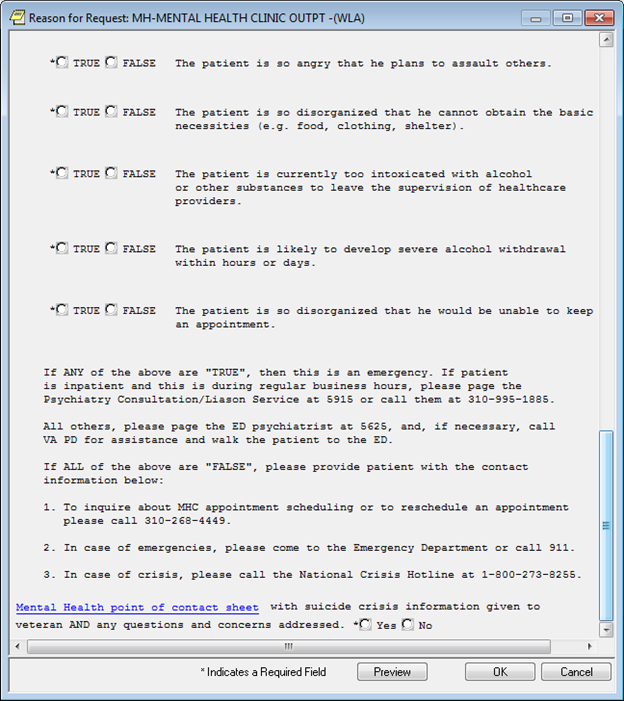 Reason for Request: MH-MENTAL HEALTH CLINIC OUTPT -(WLA)
* TRUE FALSE The patient is so angry that he plans to assault others.
* TRUE FALSE The patient is so disorganized that he cannot obtain the basic
necessities (e.g. food, clothing, shelter).
* TRUE FALSE The patient is currently too intoxicated with alcohol
or other substances to leave the supervision of healthcare
providers.
* TRUE FALSE The patient is likely to develop severe alcohol withdrawal
within hours or days.
* TRUE FALSE The patient is so disorganized that he would be unable to keep
an appointment.
If ANY of the above are "TRUE", then this is an emergency. If patient
is inpatient and this is during regular business hours, please page the
Psychiatry Consultation/Liason Service at 5915 or call them at 310-995-1885.
All others, please page the ED psychiatrist at 5625, and, if necessary, call
VA PD for assistance and walk the patient to the ED.
If ALL of the above are "FALSE", please provide patient with the contact
information below:
1. To inquire about MHC appointment scheduling or to reschedule an appointment
please call 310-268-4449.
2. In case of emergencies, please come to the Emergency Department or call 911.
3. In case of crisis, please call the National Crisis Hotline at 1-800-273-8255.
Mental Health point of contact sheet with suicide crisis information given to
veteran AND any questions and concerns addressed. * Yes No
* Indicates a Required Field Preview OK Cancel